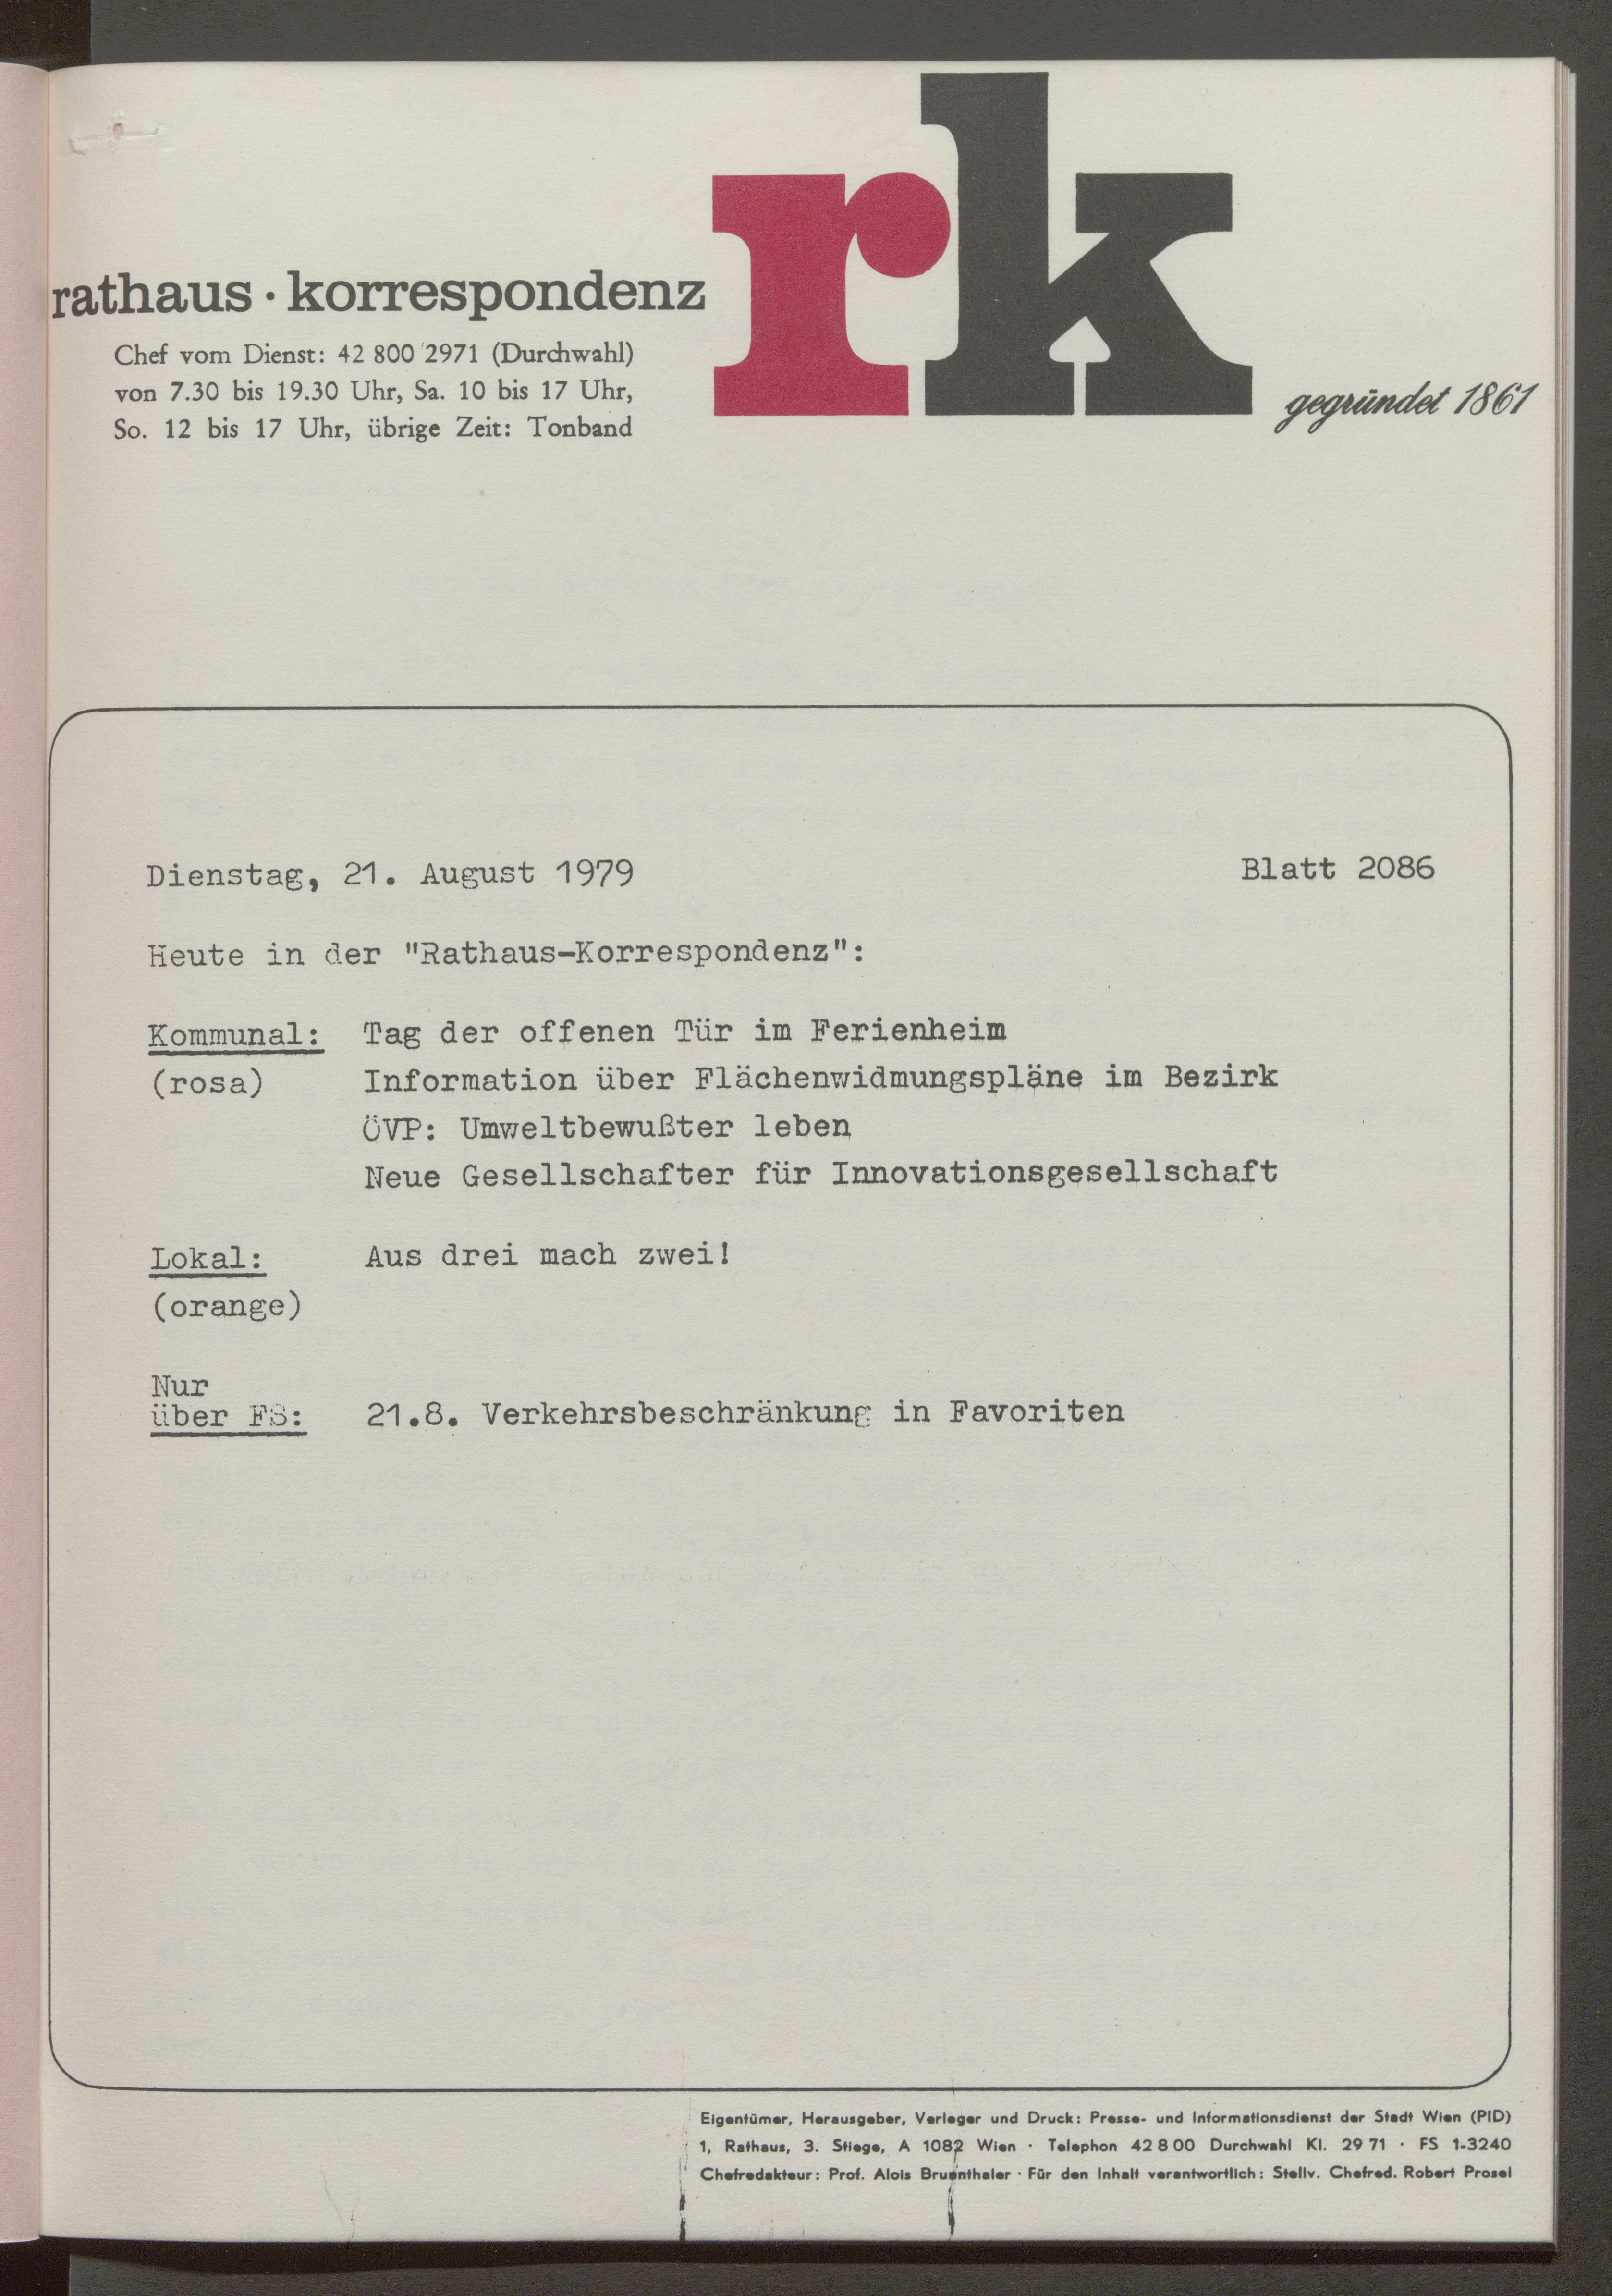 rk
rathaus · korrespondenz
Chef vom Dienst: 42 800 2971 (Durchwahl)
von 7.30 bis 19.30 Uhr, Sa. 10 bis 17 Uhr,
So. 12 bis 17 Uhr, übrige Zeit: Tonband
gegründet 1861
Dienstag, 21. August 1979 Blatt 2086
Heute in der "Rathaus-Korrespondenz":
Kommunal: Tag der offenen Tür im Ferienheim
(rosa) Information über Flächenwidmungspläne im Bezirk
ÖVP: Umweltbewußter leben
Neue Gesellschafter für Innovationsgesellschaft
Lokal: Aus drei mach zwei!
(orange)
Nur
über FS: 21.8. Verkehrsbeschränkung in Favoriten
Eigentümer, Herausgeber, Verleger und Druck: Presse- und Informationsdienst der Stadt Wien (PID)
1, Rathaus, 3. Stiege, A 1082 Wien · Telephon 42 8 00 Durchwahl Kl. 29 71 · FS 1-3240
Chefredakteur: Prof. Alois Brunnthaler · Für den Inhalt verantwortlich: Stellv. Chefred. Robert Prosel